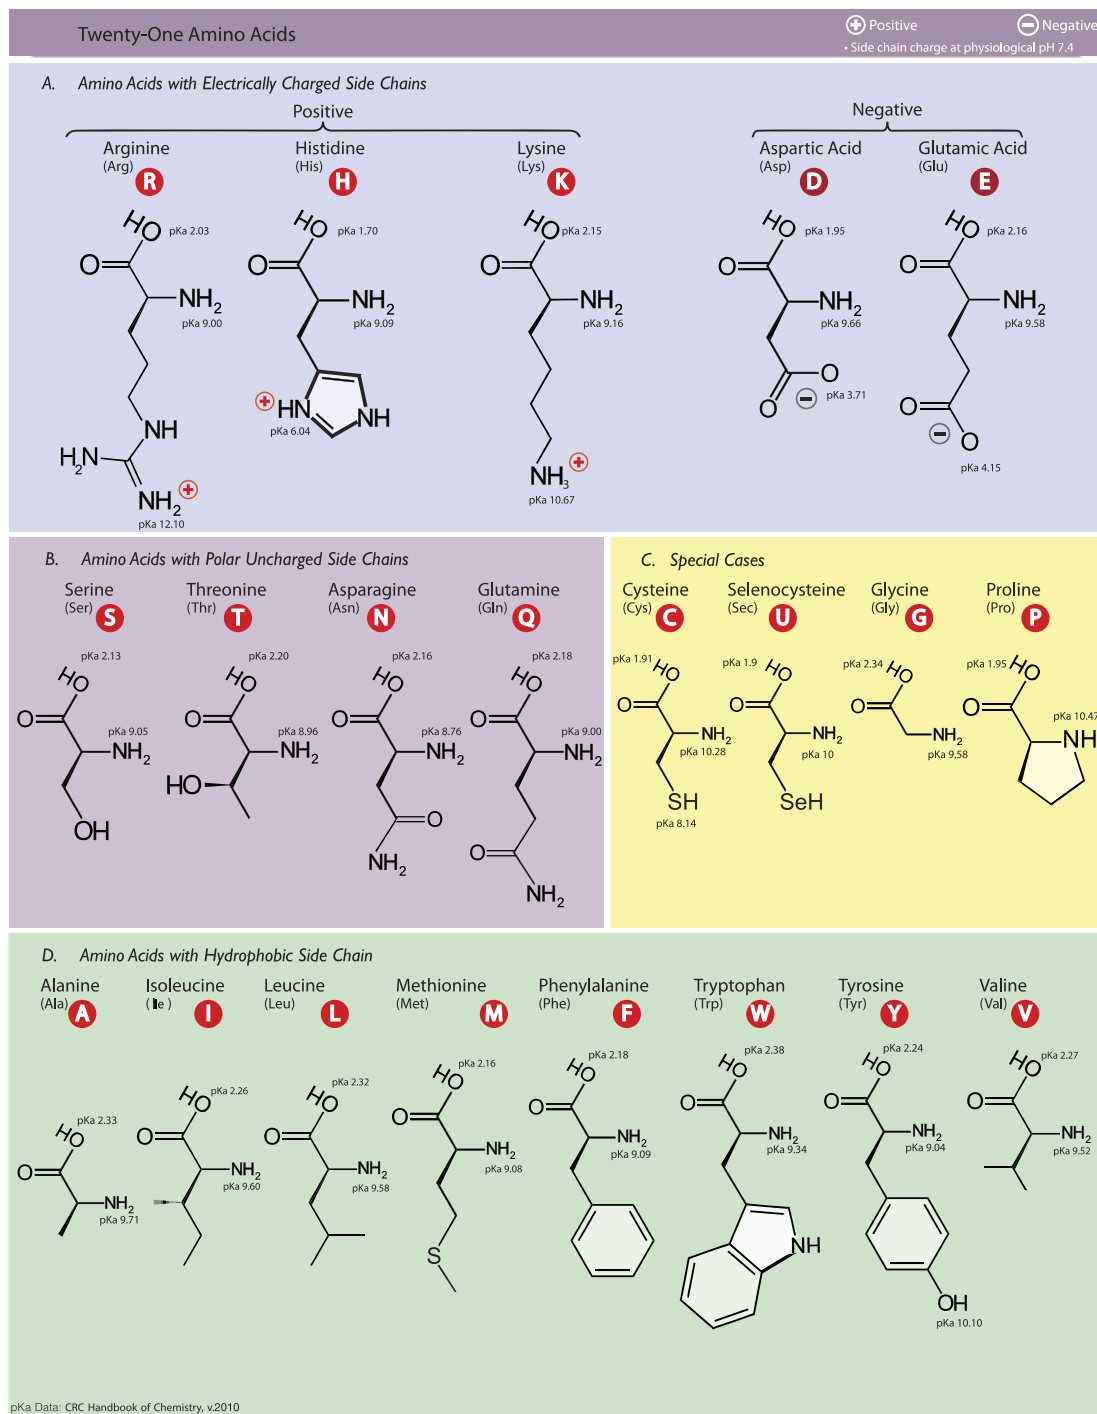 Twenty-One Amino Acids
+ Positive
− Negative
• Side chain charge at physiological pH 7.4
A. Amino Acids with Electrically Charged Side Chains
Positive
Negative
Arginine
(Arg)
R
Histidine
(His)
H
Lysine
(Lys)
K
Aspartic Acid
(Asp)
D
Glutamic Acid
(Glu)
E
HO
pKa 2.03
O
NH2
pKa 9.00
NH
H2N
NH2
+
pKa 12.10
HO
pKa 1.70
O
NH2
pKa 9.09
+
HN
pKa 6.04
NH
HO
pKa 2.15
O
NH2
pKa 9.16
NH3
+
pKa 10.67
HO
pKa 1.95
O
NH2
pKa 9.66
O
O
−
pKa 3.71
HO
pKa 2.16
O
NH2
pKa 9.58
O
−
O
pKa 4.15
B. Amino Acids with Polar Uncharged Side Chains
Serine
(Ser)
S
Threonine
(Thr)
T
Asparagine
(Asn)
N
Glutamine
(Gln)
Q
pKa 2.13
HO
O
pKa 9.05
NH2
OH
pKa 2.20
HO
O
pKa 8.96
NH2
HO
pKa 2.16
HO
O
pKa 8.76
NH2
O
NH2
pKa 2.18
HO
O
pKa 9.00
NH2
O
NH2
C. Special Cases
Cysteine
(Cys)
C
Selenocysteine
(Sec)
U
Glycine
(Gly)
G
Proline
(Pro)
P
pKa 1.91
HO
O
NH2
pKa 10.28
SH
pKa 8.14
pKa 1.9
HO
O
NH2
pKa 10
SeH
pKa 2.34
HO
O
NH2
pKa 9.58
pKa 1.95
HO
O
pKa 10.47
NH
D. Amino Acids with Hydrophobic Side Chain
Alanine
(Ala)
A
Isoleucine
(Ile)
I
Leucine
(Leu)
L
Methionine
(Met)
M
Phenylalanine
(Phe)
F
Tryptophan
(Trp)
W
Tyrosine
(Tyr)
Y
Valine
(Val)
V
pKa 2.33
HO
O
NH2
pKa 9.71
pKa 2.26
HO
O
NH2
pKa 9.60
pKa 2.32
HO
O
NH2
pKa 9.58
pKa 2.16
HO
O
NH2
pKa 9.08
S
pKa 2.18
HO
O
NH2
pKa 9.09
pKa 2.38
HO
O
NH2
pKa 9.34
NH
pKa 2.24
HO
O
NH2
pKa 9.04
OH
pKa 10.10
pKa 2.27
HO
O
NH2
pKa 9.52
pKa Data: CRC Handbook of Chemistry, v.2010